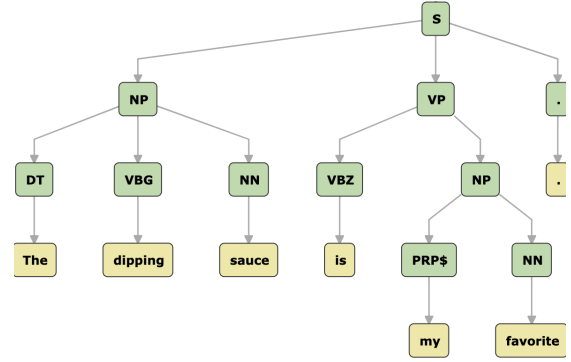 S
NP VP .
DT VBG NN VBZ NP .
The dipping sauce is PRP$ NN
my favorite